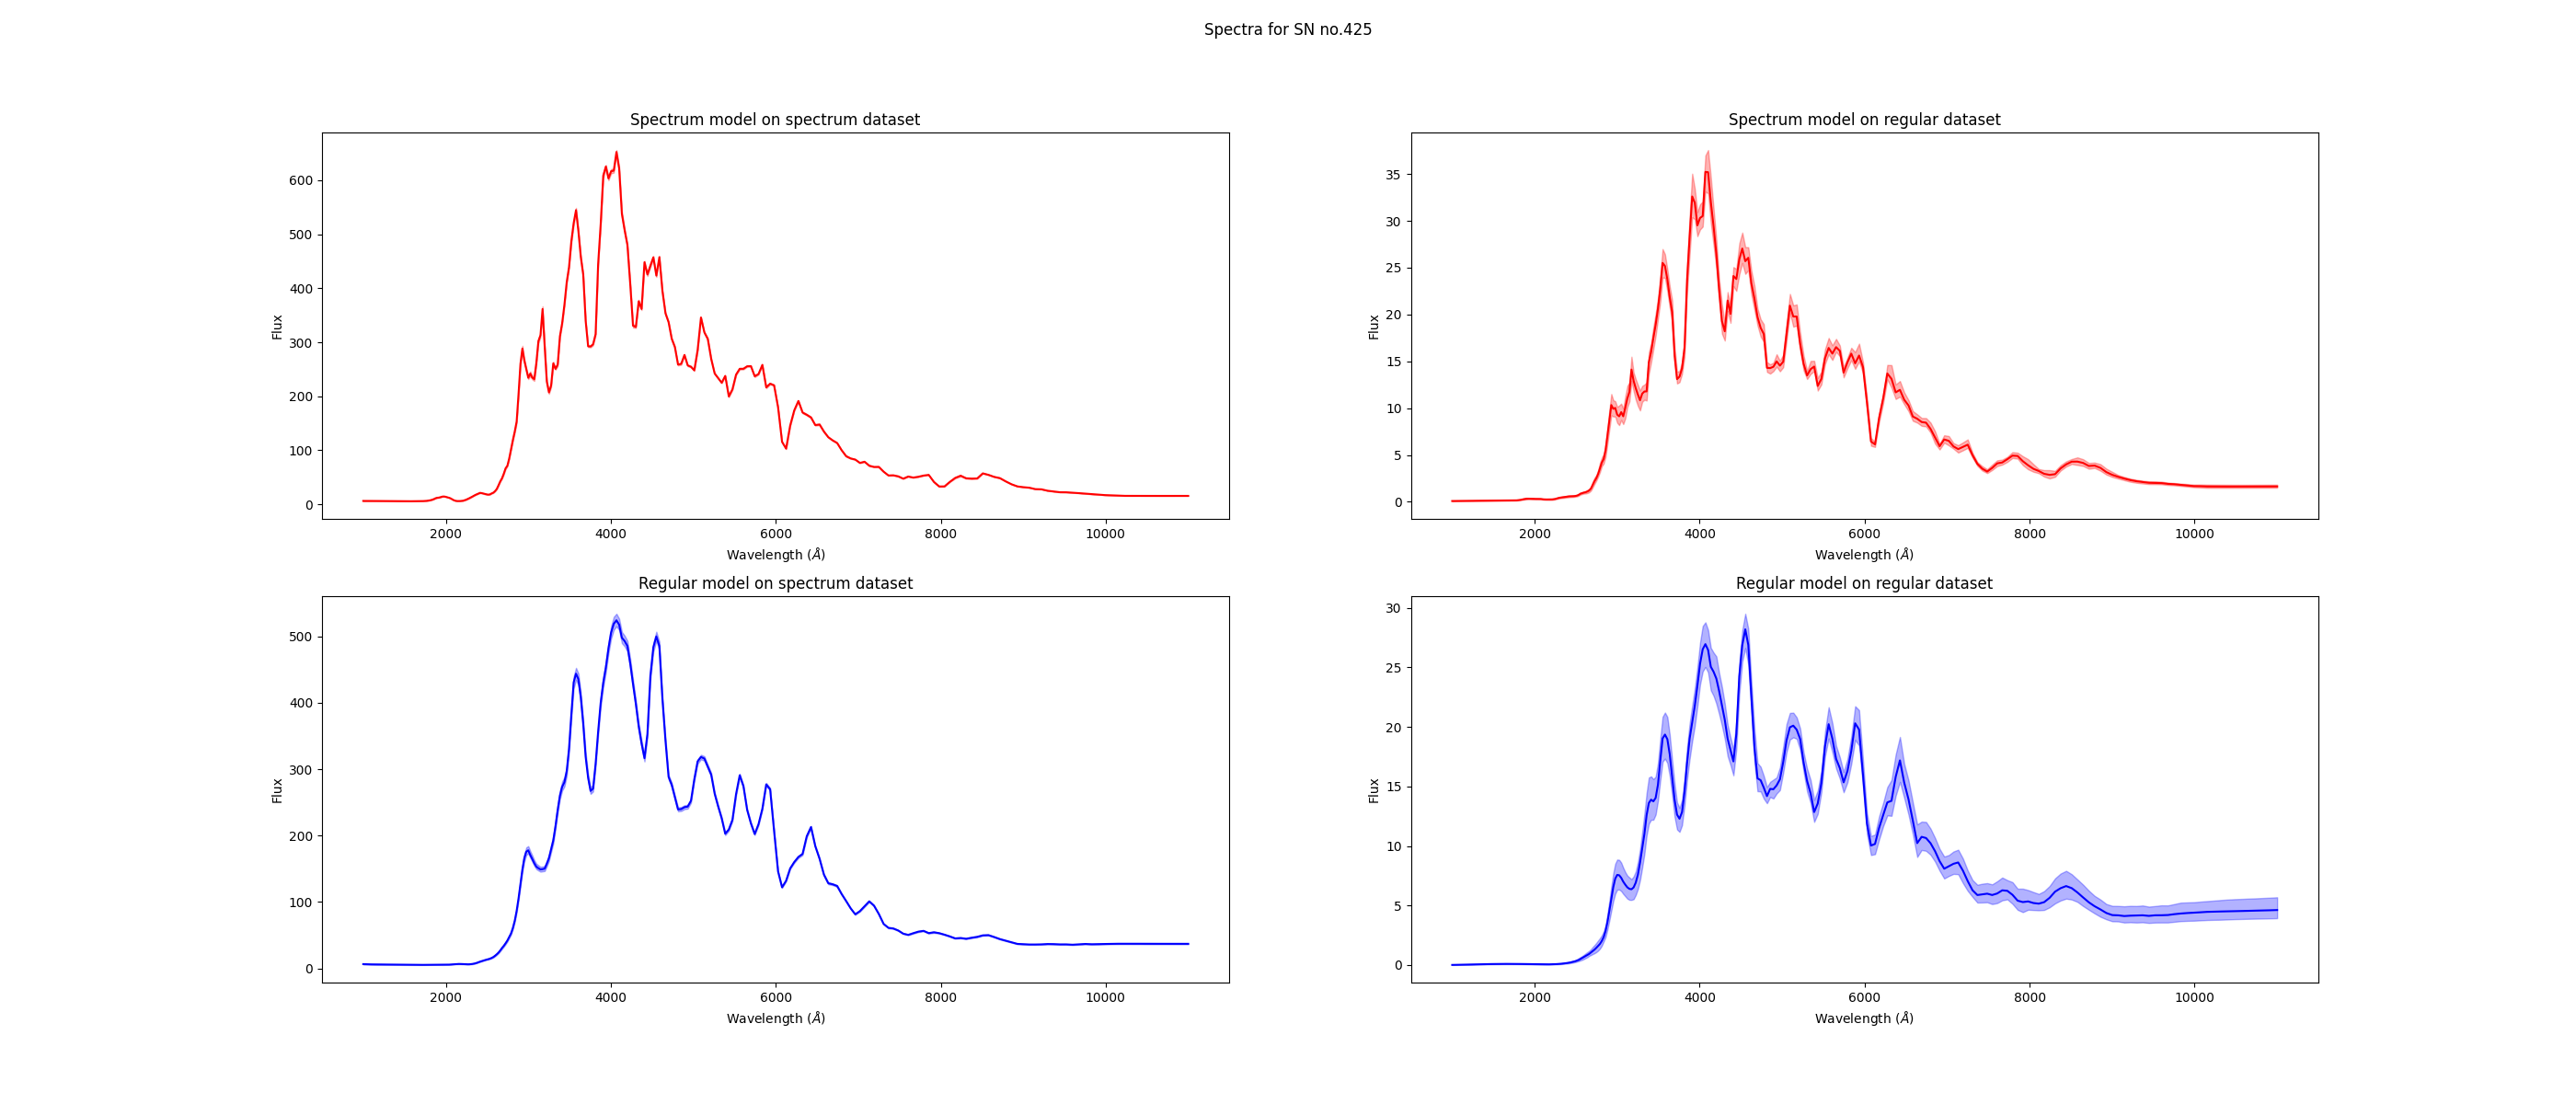 Spectra for SN no.425
Spectrum model on spectrum dataset
Flux
600
500
400
300
200
100
0
2000 4000 6000 8000 10000
Wavelength (Å)
Spectrum model on regular dataset
Flux
35
30
25
20
15
10
5
0
2000 4000 6000 8000 10000
Wavelength (Å)
Regular model on spectrum dataset
Flux
500
400
300
200
100
0
2000 4000 6000 8000 10000
Wavelength (Å)
Regular model on regular dataset
Flux
30
25
20
15
10
5
0
2000 4000 6000 8000 10000
Wavelength (Å)